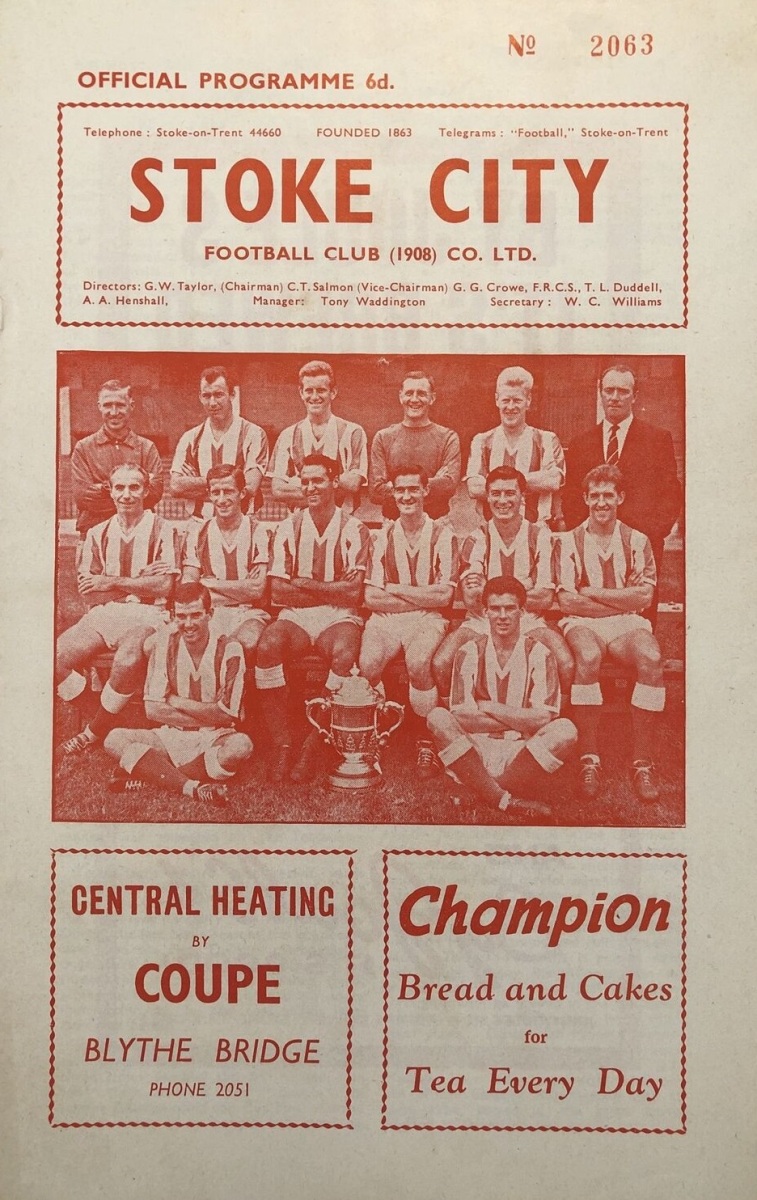 Nº 2063
OFFICIAL PROGRAMME 6d.
Telephone : Stoke-on-Trent 44660 FOUNDED 1863 Telegrams : "Football," Stoke-on-Trent
STOKE CITY
FOOTBALL CLUB (1908) CO. LTD.
Directors: G.W. Taylor, (Chairman) C.T. Salmon (Vice-Chairman) G. G. Crowe, F.R.C.S., T. L. Duddell,
A. A. Henshall, Manager: Tony Waddington Secretary : W. C. Williams
CENTRAL HEATING
BY
COUPE
BLYTHE BRIDGE
PHONE 2051
Champion
Bread and Cakes
for
Tea Every Day